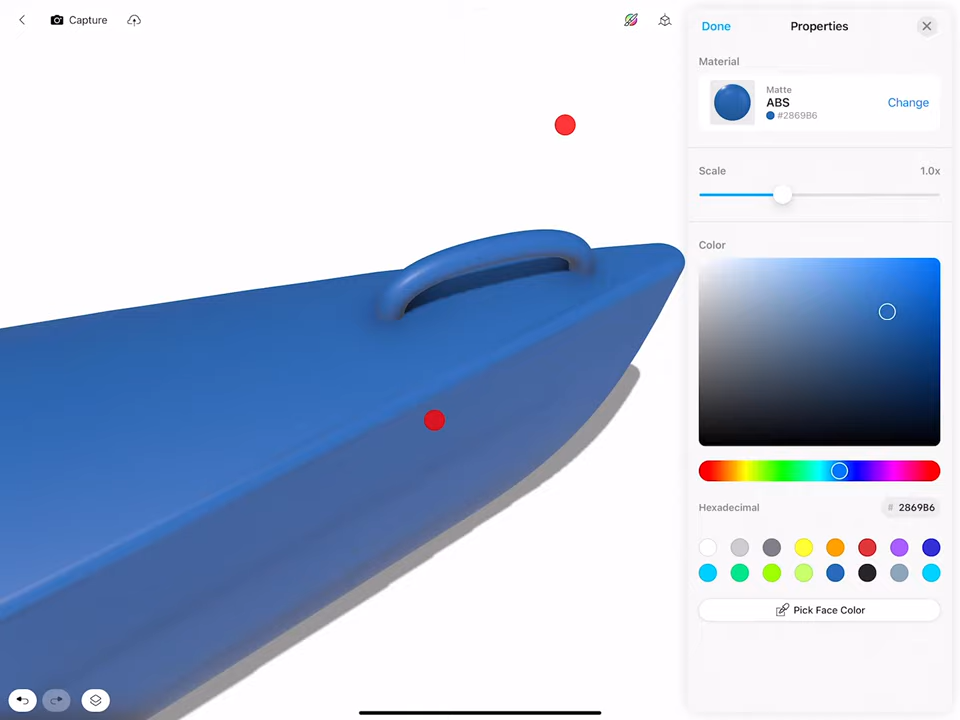 Capture
Done
Properties
Material
Matte
ABS
#2869B6
Change
Scale
1.0x
Color
Hexadecimal
# 2869B6
Pick Face Color